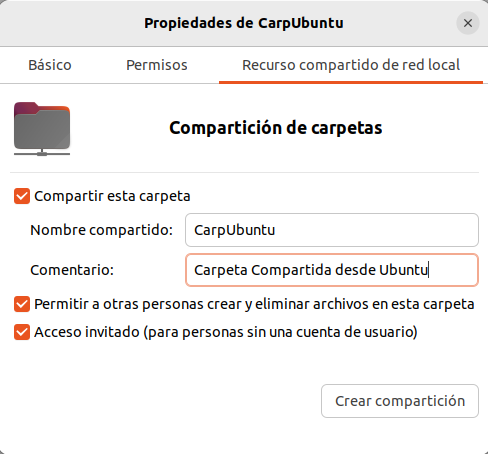 Propiedades de CarpUbuntu
Básico
Permisos
Recurso compartido de red local
Compartición de carpetas
Compartir esta carpeta
Nombre compartido: CarpUbuntu
Comentario: Carpeta Compartida desde Ubuntu
Permitir a otras personas crear y eliminar archivos en esta carpeta
Acceso invitado (para personas sin una cuenta de usuario)
Crear compartición